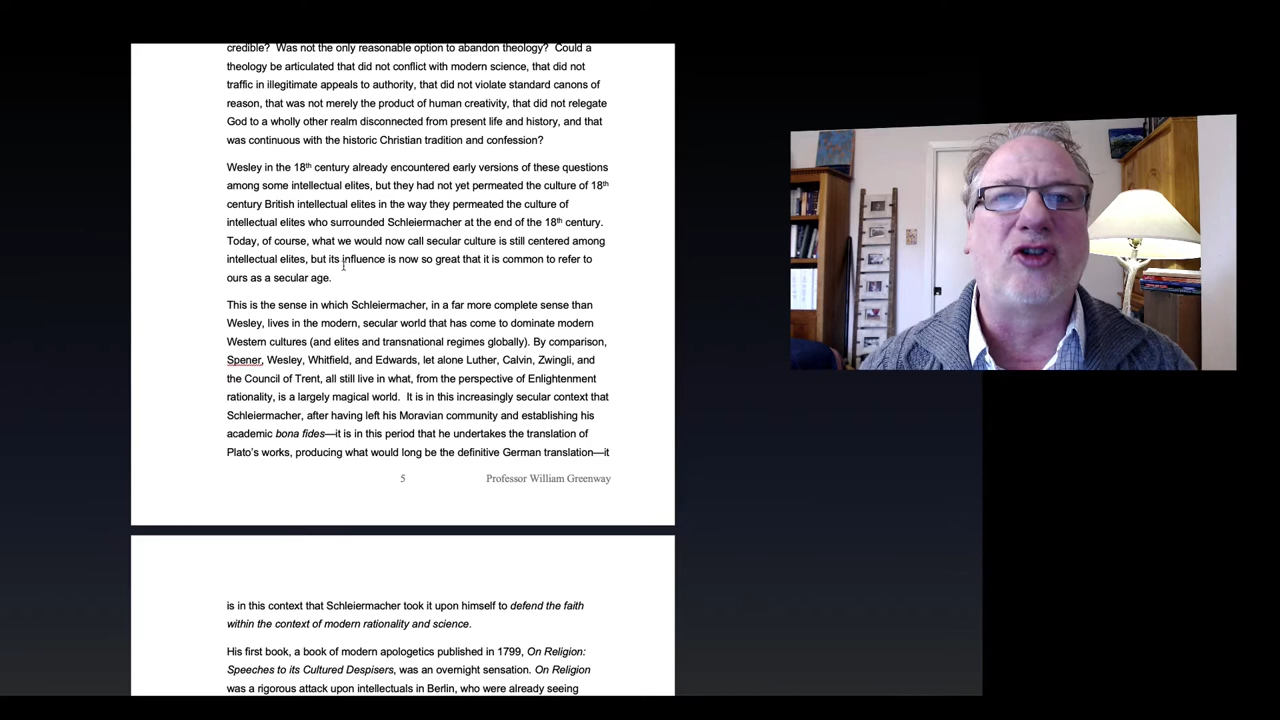 credible?  Was not the only reasonable option to abandon theology?  Could a
theology be articulated that did not conflict with modern science, that did not
traffic in illegitimate appeals to authority, that did not violate standard canons of
reason, that was not merely the product of human creativity, that did not relegate
God to a wholly other realm disconnected from present life and history, and that
was continuous with the historic Christian tradition and confession?
Wesley in the 18th century already encountered early versions of these questions
among some intellectual elites, but they had not yet permeated the culture of 18th
century British intellectual elites in the way they permeated the culture of
intellectual elites who surrounded Schleiermacher at the end of the 18th century.
Today, of course, what we would now call secular culture is still centered among
intellectual elites, but its influence is now so great that it is common to refer to
ours as a secular age.
This is the sense in which Schleiermacher, in a far more complete sense than
Wesley, lives in the modern, secular world that has come to dominate modern
Western cultures (and elites and transnational regimes globally). By comparison,
Spener, Wesley, Whitfield, and Edwards, let alone Luther, Calvin, Zwingli, and
the Council of Trent, all still live in what, from the perspective of Enlightenment
rationality, is a largely magical world.  It is in this increasingly secular context that
Schleiermacher, after having left his Moravian community and establishing his
academic bona fides—it is in this period that he undertakes the translation of
Plato's works, producing what would long be the definitive German translation—it
5 Professor William Greenway
is in this context that Schleiermacher took it upon himself to defend the faith
within the context of modern rationality and science.
His first book, a book of modern apologetics published in 1799, On Religion:
Speeches to its Cultured Despisers, was an overnight sensation. On Religion
was a rigorous attack upon intellectuals in Berlin, who were already seeing